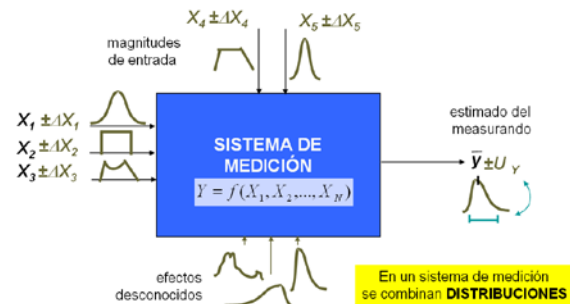 X4 ±ΔX4
X5 ±ΔX5
magnitudes
de entrada
X1 ±ΔX1
X2 ±ΔX2
X3 ±ΔX3
SISTEMA DE
MEDICIÓN
Y = f(X1, X2,..., XN)
estimado del
measurando
y̅ ±U Y
efectos
desconocidos
En un sistema de medición
se combinan DISTRIBUCIONES